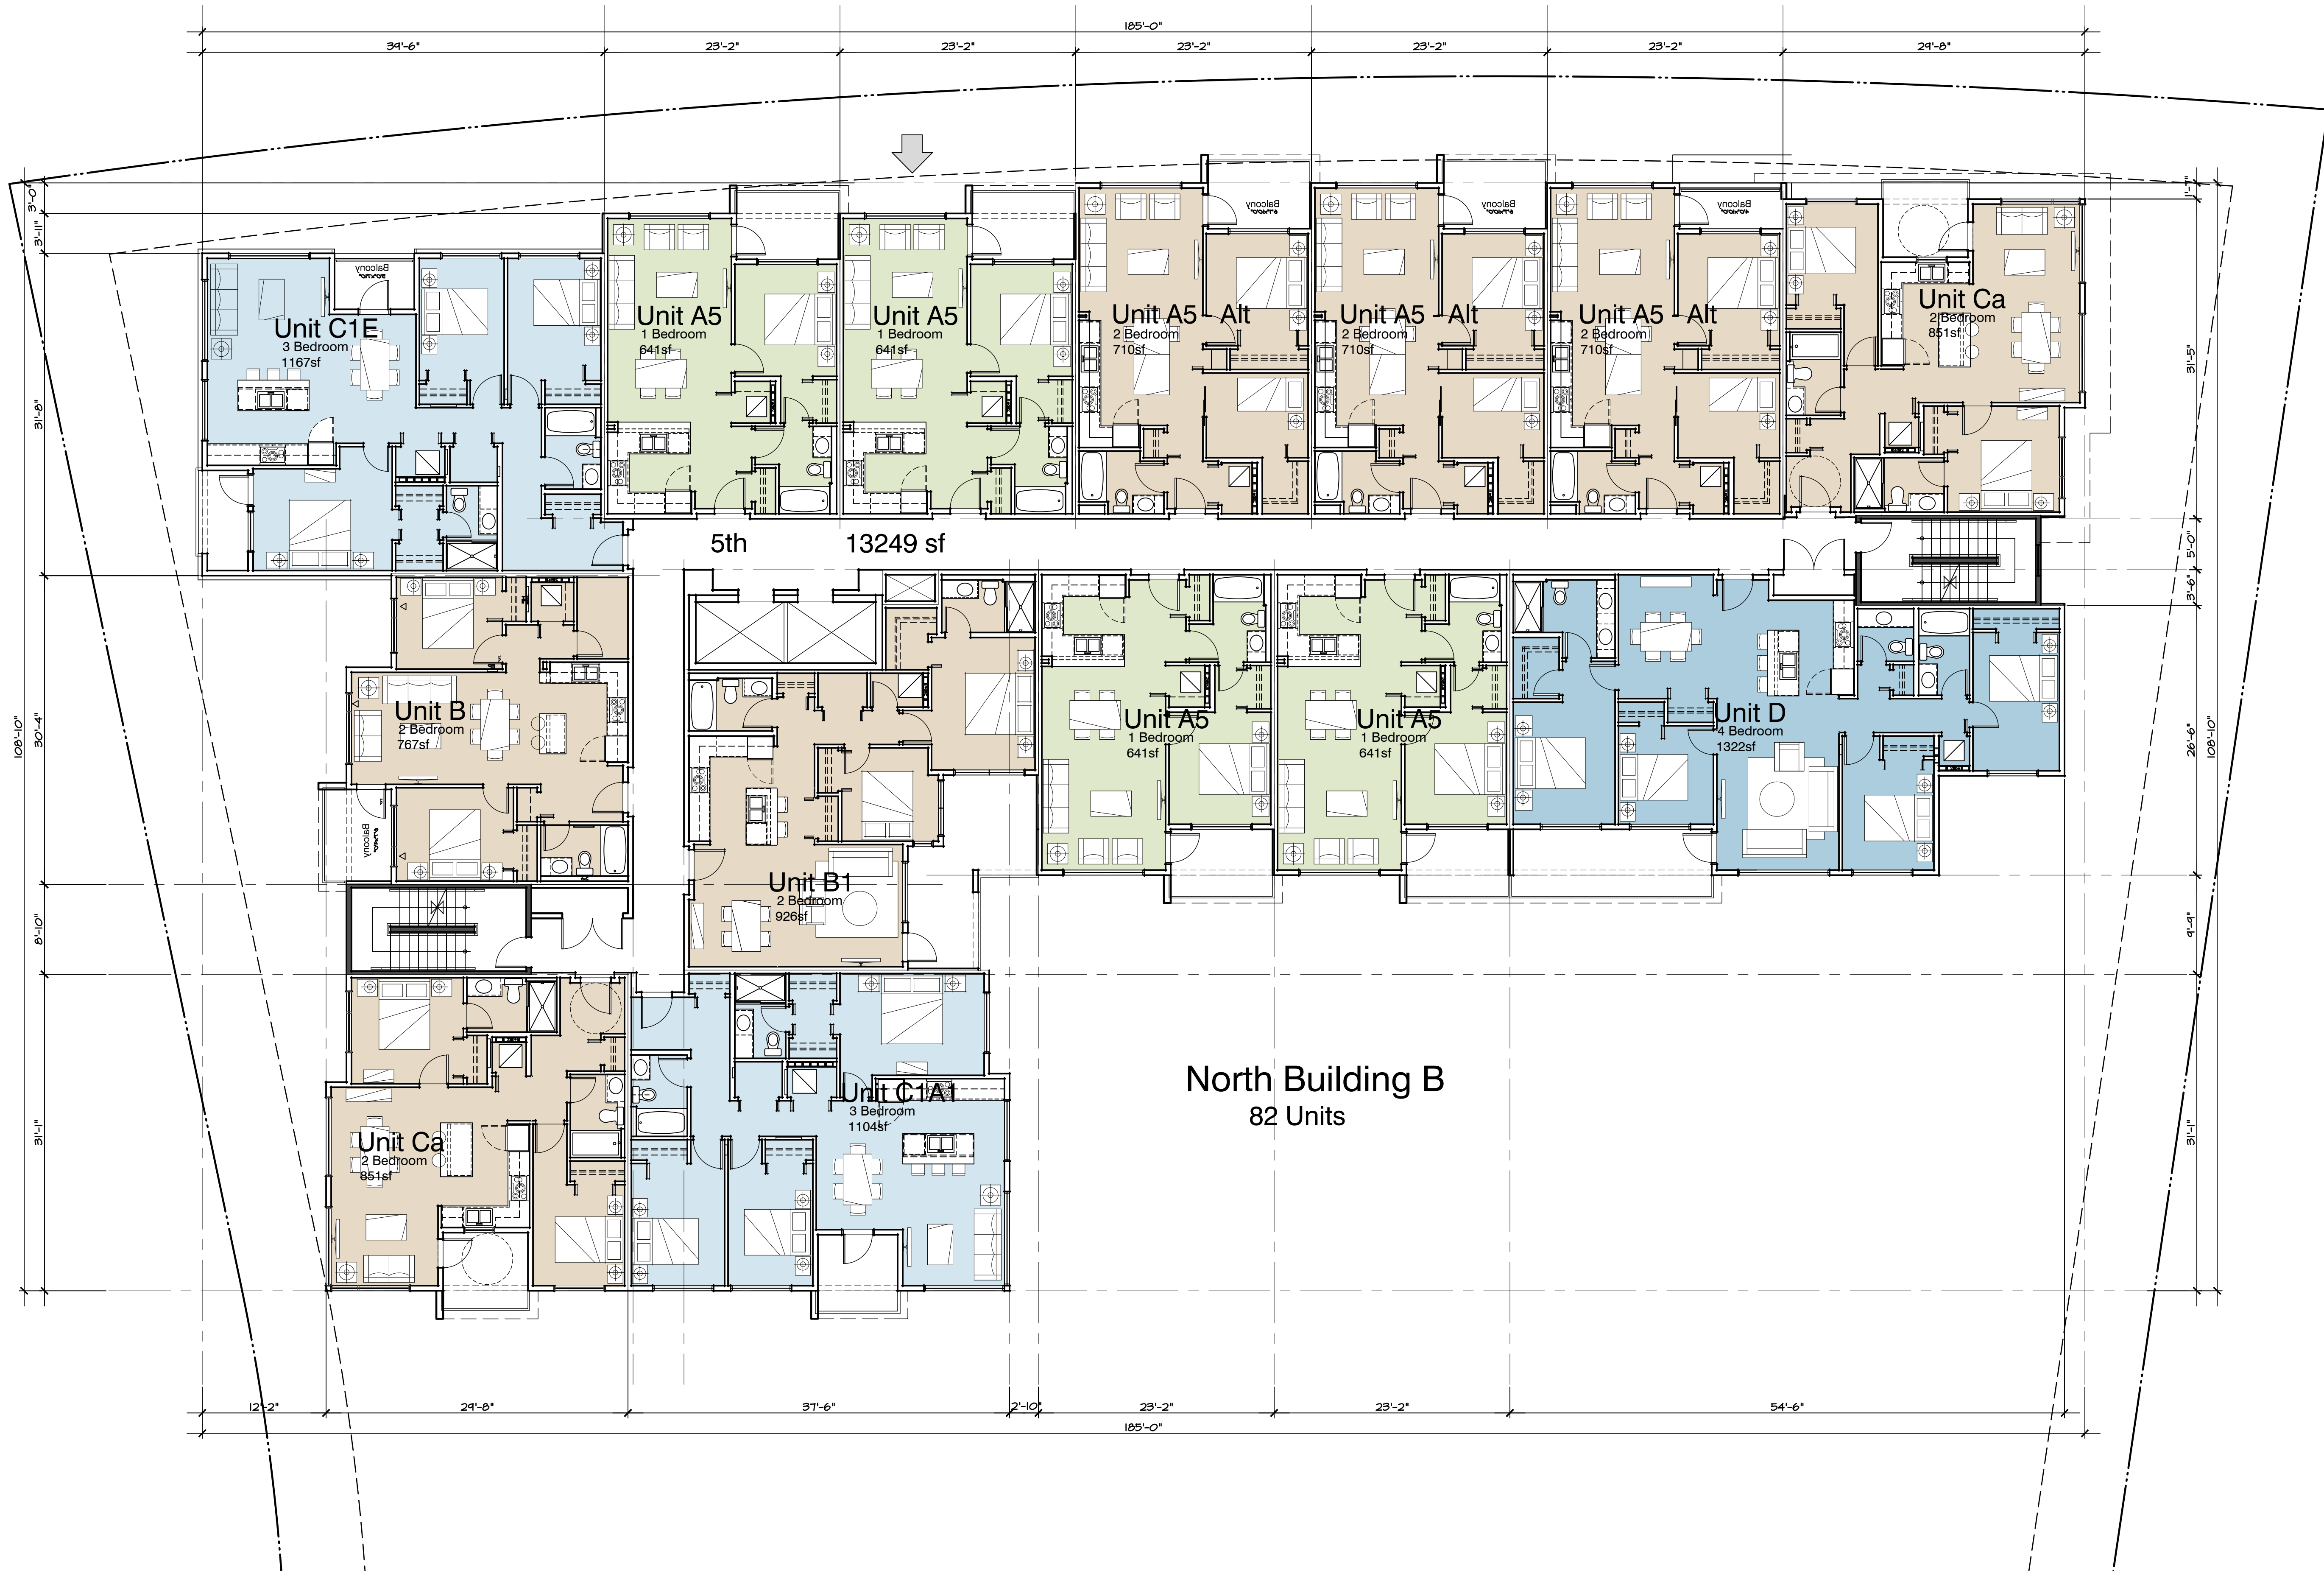 185'-0"
39'-6"
23'-2"
23'-2"
23'-2"
23'-2"
23'-2"
29'-8"
3'-0"
3'-11"
31'-8"
108'-10"
30'-4"
8'-10"
31'-1"
1'-7"
31'-5"
5'-0"
3'-6"
26'-6"
108'-10"
9'-9"
31'-1"
Balcony
Balcony
Balcony
Balcony
Unit C1E
3 Bedroom
1167sf
Unit A5
1 Bedroom
641sf
Unit A5
1 Bedroom
641sf
Unit A5 - Alt
2 Bedroom
710sf
Unit A5 - Alt
2 Bedroom
710sf
Unit A5 - Alt
2 Bedroom
710sf
Unit Ca
2 Bedroom
851sf
5th
13249 sf
Unit B
2 Bedroom
767sf
Balcony
Unit B1
2 Bedroom
926sf
Unit A5
1 Bedroom
641sf
Unit A5
1 Bedroom
641sf
Unit D
4 Bedroom
1322sf
Unit Ca
2 Bedroom
851sf
Unit C1A1
3 Bedroom
1104sf
North Building B
82 Units
12'-2"
29'-8"
37'-6"
2'-10"
23'-2"
23'-2"
54'-6"
185'-0"